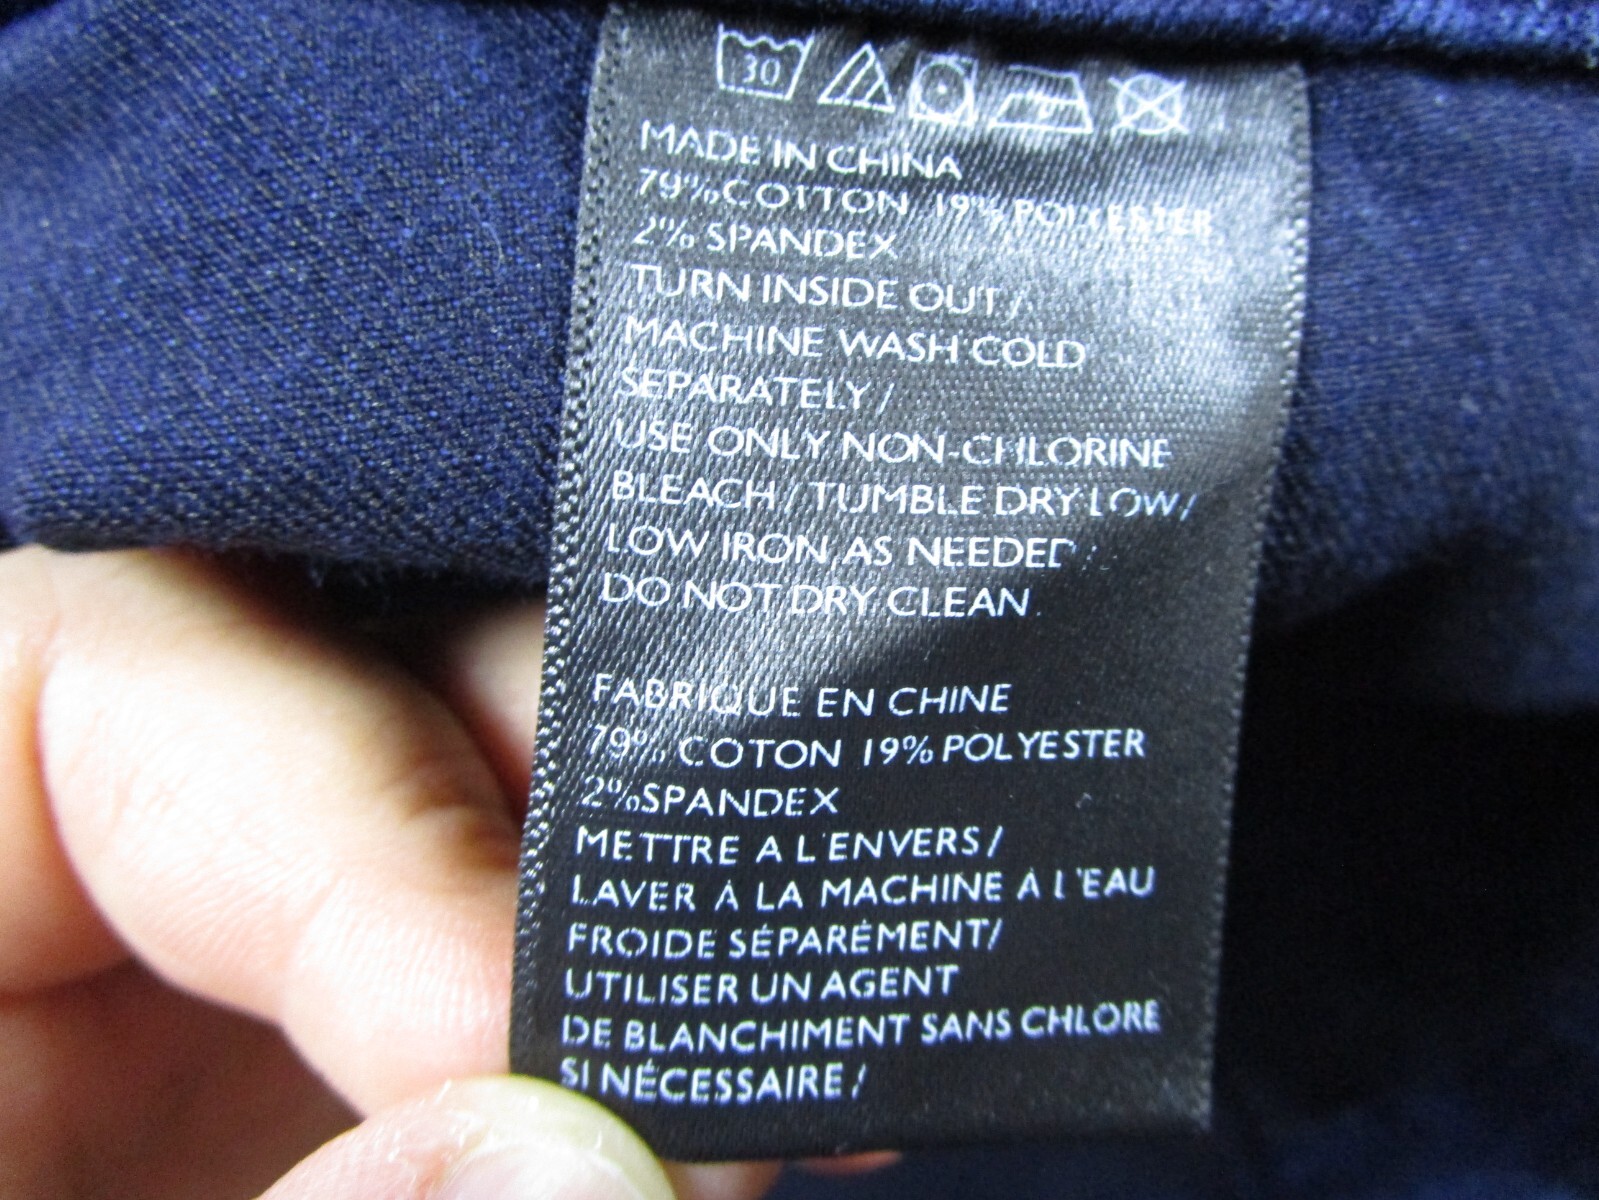 30
MADE IN CHINA
79% COTTON 19% POLYESTER
2% SPANDEX
TURN INSIDE OUT /
MACHINE WASH COLD
SEPARATELY /
USE ONLY NON-CHLORINE
BLEACH / TUMBLE DRY LOW /
LOW IRON AS NEEDED /
DO NOT DRY CLEAN
FABRIQUE EN CHINE
79% COTON 19% POLYESTER
2% SPANDEX
METTRE A L'ENVERS /
LAVER À LA MACHINE À L'EAU
FROIDE SÉPARÉMENT/
UTILISER UN AGENT
DE BLANCHIMENT SANS CHLORE
SI NÉCESSAIRE /